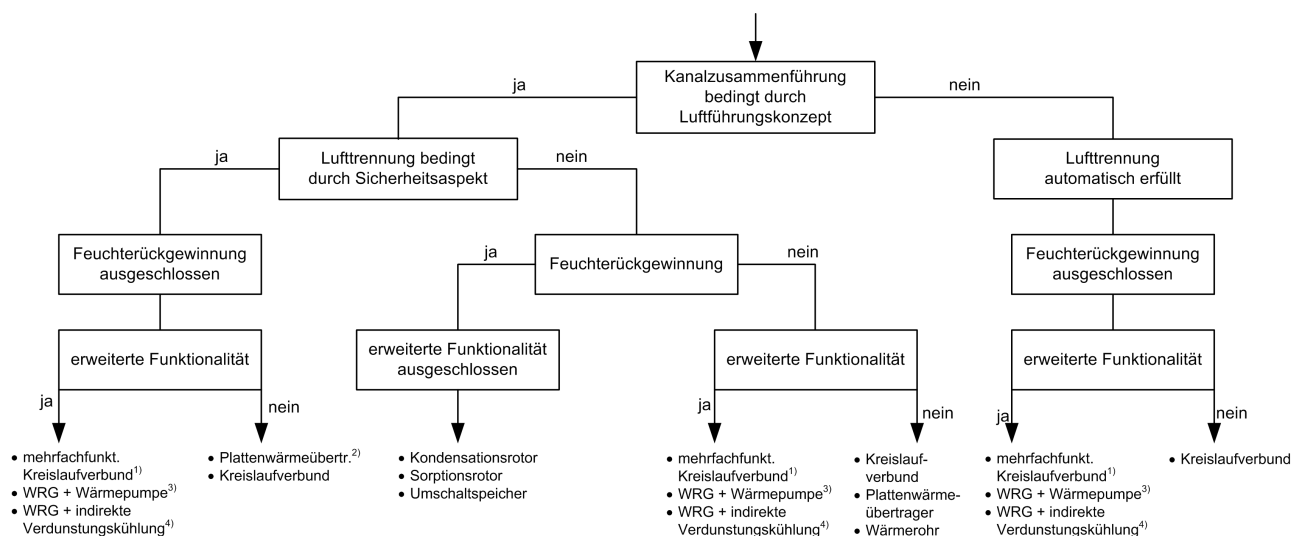 Kanalzusammenführung
bedingt durch
Luftführungskonzept
ja
nein
Lufttrennung bedingt
durch Sicherheitsaspekt
ja
nein
Lufttrennung
automatisch erfüllt
Feuchterückgewinnung
ausgeschlossen
Feuchterückgewinnung
ja
nein
Feuchterückgewinnung
ausgeschlossen
erweiterte Funktionalität
erweiterte Funktionalität
ausgeschlossen
erweiterte Funktionalität
erweiterte Funktionalität
ja
nein
ja
nein
ja
nein
• mehrfachfunkt.
Kreislaufverbund1)
• WRG + Wärmepumpe3)
• WRG + indirekte
Verdunstungskühlung4)
• Plattenwärmeübertr.2)
• Kreislaufverbund
• Kondensationsrotor
• Sorptionsrotor
• Umschaltspeicher
• mehrfachfunkt.
Kreislaufverbund1)
• WRG + Wärmepumpe3)
• WRG + indirekte
Verdunstungskühlung4)
• Kreislauf-
verbund
• Plattenwärme-
übertrager
• Wärmerohr
• mehrfachfunkt.
Kreislaufverbund1)
• WRG + Wärmepumpe3)
• WRG + indirekte
Verdunstungskühlung4)
• Kreislaufverbund